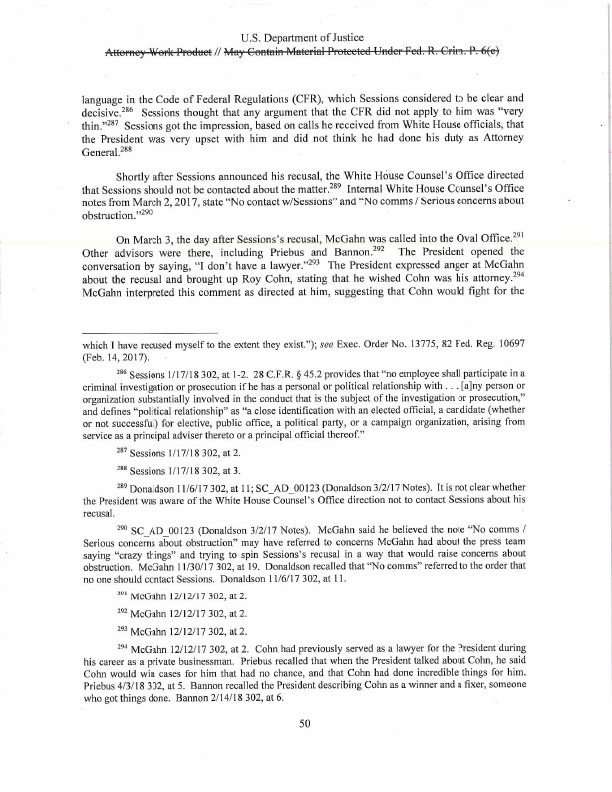 U.S. Department of Justice
Attorney Work Product // May Contain Material Protected Under Fed. R. Crim. P. 6(e)
language in the Code of Federal Regulations (CFR), which Sessions considered to be clear and
decisive.286 Sessions thought that any argument that the CFR did not apply to him was “very
thin.”287 Sessions got the impression, based on calls he received from White House officials, that
the President was very upset with him and did not think he had done his duty as Attorney
General.288
Shortly after Sessions announced his recusal, the White House Counsel’s Office directed
that Sessions should not be contacted about the matter.289 Internal White House Counsel’s Office
notes from March 2, 2017, state “No contact w/Sessions” and “No comms / Serious concerns about
obstruction.”290
On March 3, the day after Sessions’s recusal, McGahn was called into the Oval Office.291
Other advisors were there, including Priebus and Bannon.292 The President opened the
conversation by saying, “I don’t have a lawyer.”293 The President expressed anger at McGahn
about the recusal and brought up Roy Cohn, stating that he wished Cohn was his attorney.294
McGahn interpreted this comment as directed at him, suggesting that Cohn would fight for the
which I have recused myself to the extent they exist.”); see Exec. Order No. 13775, 82 Fed. Reg. 10697
(Feb. 14, 2017).
286 Sessions 1/17/18 302, at 1-2. 28 C.F.R. § 45.2 provides that “no employee shall participate in a
criminal investigation or prosecution if he has a personal or political relationship with . . . [a]ny person or
organization substantially involved in the conduct that is the subject of the investigation or prosecution,”
and defines “political relationship” as “a close identification with an elected official, a candidate (whether
or not successful) for elective, public office, a political party, or a campaign organization, arising from
service as a principal adviser thereto or a principal official thereof.”
287 Sessions 1/17/18 302, at 2.
288 Sessions 1/17/18 302, at 3.
289 Donaldson 11/6/17 302, at 11; SC_AD_00123 (Donaldson 3/2/17 Notes). It is not clear whether
the President was aware of the White House Counsel’s Office direction not to contact Sessions about his
recusal.
290 SC_AD_00123 (Donaldson 3/2/17 Notes). McGahn said he believed the note “No comms /
Serious concerns about obstruction” may have referred to concerns McGahn had about the press team
saying “crazy things” and trying to spin Sessions’s recusal in a way that would raise concerns about
obstruction. McGahn 11/30/17 302, at 19. Donaldson recalled that “No comms” referred to the order that
no one should contact Sessions. Donaldson 11/6/17 302, at 11.
291 McGahn 12/12/17 302, at 2.
292 McGahn 12/12/17 302, at 2.
293 McGahn 12/12/17 302, at 2.
294 McGahn 12/12/17 302, at 2. Cohn had previously served as a lawyer for the President during
his career as a private businessman. Priebus recalled that when the President talked about Cohn, he said
Cohn would win cases for him that had no chance, and that Cohn had done incredible things for him.
Priebus 4/3/18 302, at 5. Bannon recalled the President describing Cohn as a winner and a fixer, someone
who got things done. Bannon 2/14/18 302, at 6.
50